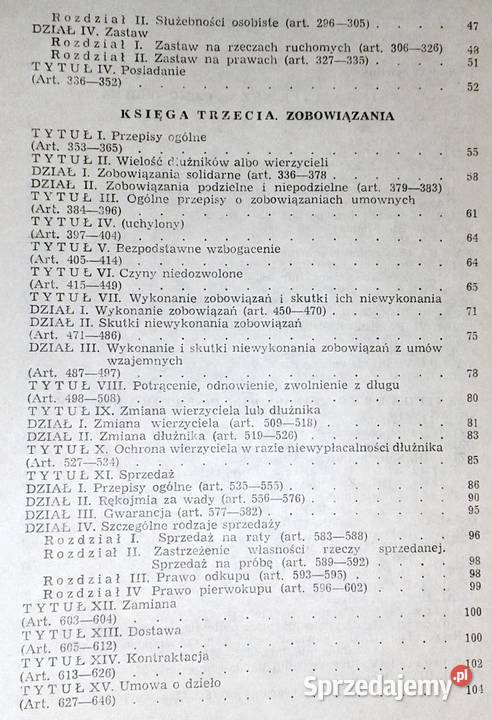 Rozdział II. Służebności osobiste (art. 296—305) . . . . 47
DZIAŁ IV. Zastaw
Rozdział I. Zastaw na rzeczach ruchomych (art. 306—326) 48
Rozdział II. Zastaw na prawach (art. 327—335) . . . . 51
TYTUŁ IV. Posiadanie
(Art. 336—352) . . . . . . . . . . 52
KSIĘGA TRZECIA. ZOBOWIĄZANIA
TYTUŁ I. Przepisy ogólne
(Art. 353—365) . . . . . . . . . . 55
TYTUŁ II. Wielość dłużników albo wierzycieli
DZIAŁ I. Zobowiązania solidarne (art. 336—378 . . . . 58
DZIAŁ II. Zobowiązania podzielne i niepodzielne (art. 379—383)
TYTUŁ III. Ogólne przepisy o zobowiązaniach umownych
(Art. 384—396) . . . . . . . . . . 61
TYTUŁ IV. (uchylony)
(Art. 397—404) . . . . . . . . . . 64
TYTUŁ V. Bezpodstawne wzbogacenie
(Art. 405—414) . . . . . . . . . . 64
TYTUŁ VI. Czyny niedozwolone
(Art. 415—449) . . . . . . . . . . 65
TYTUŁ VII. Wykonanie zobowiązań i skutki ich niewykonania
DZIAŁ I. Wykonanie zobowiązań (art. 450—470) . . . . 71
DZIAŁ II. Skutki niewykonania zobowiązań
(Art. 471—486) . . . . . . . . . . 75
DZIAŁ III. Wykonanie i skutki niewykonania zobowiązań z umów
wzajemnych
(Art. 487—497) . . . . . . . . . . 78
TYTUŁ VIII. Potrącenie, odnowienie, zwolnienie z długu
(Art. 498—508) . . . . . . . . . . 80
TYTUŁ IX. Zmiana wierzyciela lub dłużnika
DZIAŁ I. Zmiana wierzyciela (art. 509—518) . . . . . 81
DZIAŁ II. Zmiana dłużnika (art. 519—526) . . . . . 83
TYTUŁ X. Ochrona wierzyciela w razie niewypłacalności dłużnika
(Art. 527—534) . . . . . . . . . . 85
TYTUŁ XI. Sprzedaż
DZIAŁ I. Przepisy ogólne (art. 535—555) . . . . . 86
DZIAŁ II. Rękojmia za wady (art. 556—576) . . . . . 90
DZIAŁ III. Gwarancja (art. 577—582) . . . . . . 95
DZIAŁ IV. Szczególne rodzaje sprzedaży
Rozdział I. Sprzedaż na raty (art. 583—588) . . . . 96
Rozdział II. Zastrzeżenie własności rzeczy sprzedanej.
Sprzedaż na próbę (art. 589—592) . . . . 98
Rozdział III. Prawo odkupu (art. 593—595) . . . . 98
Rozdział IV Prawo pierwokupu (art. 596—602) . . . . 99
TYTUŁ XII. Zamiana
(Art. 603—604) . . . . . . . . . . 100
TYTUŁ XIII. Dostawa
(Art. 605—612) . . . . . . . . . . 100
TYTUŁ XIV. Kontraktacja
(Art. 613—626) . . . . . . . . . . 102
TYTUŁ XV. Umowa o dzieło
(Art. 627—646) . . . . . . . . . . 104
Sprzedajemy.pl